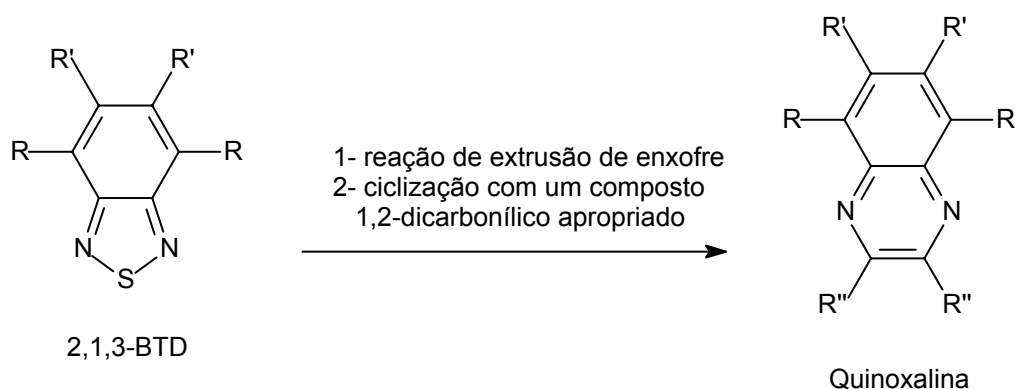 R' R'
R R
N N
S
2,1,3-BTD
1- reação de extrusão de enxofre
2- ciclização com um composto
1,2-dicarbonílico apropriado
R' R'
R R
N N
R" R"
Quinoxalina